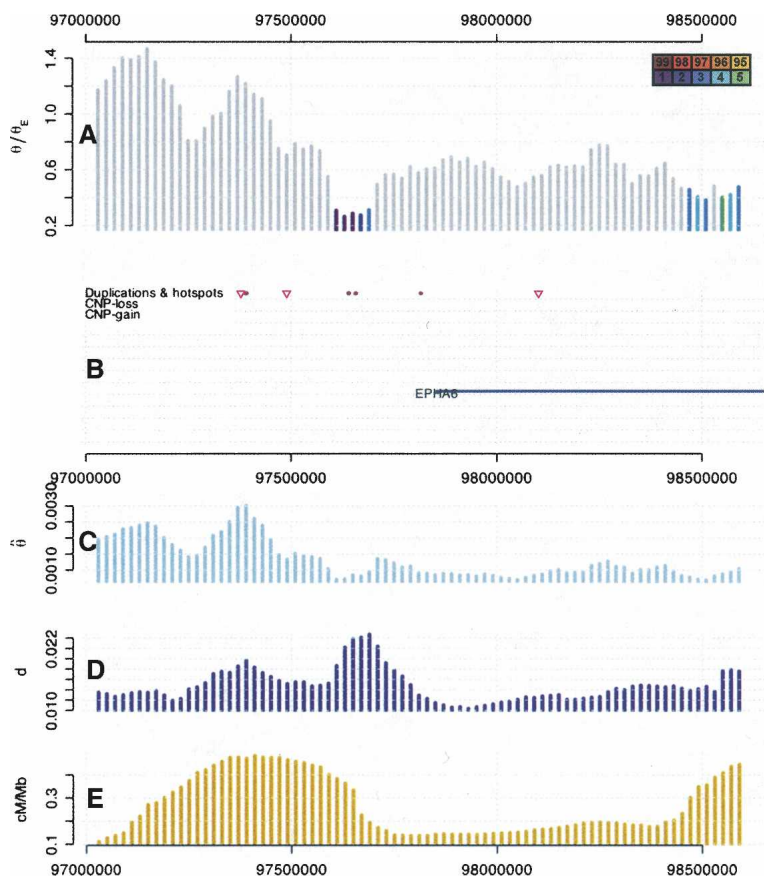 97000000 97500000 98000000 98500000
1.4
1.0
0.6
0.2
θ/θE
A
99 98 97 96 95
1 2 3 4 5
Duplications & hotspots
CNP-loss
CNP-gain
B
EPHA6
97000000 97500000 98000000 98500000
0.0030
0.0010
θ̂
C
0.022
0.010
d
D
0.3
0.1
cM/Mb
E
97000000 97500000 98000000 98500000